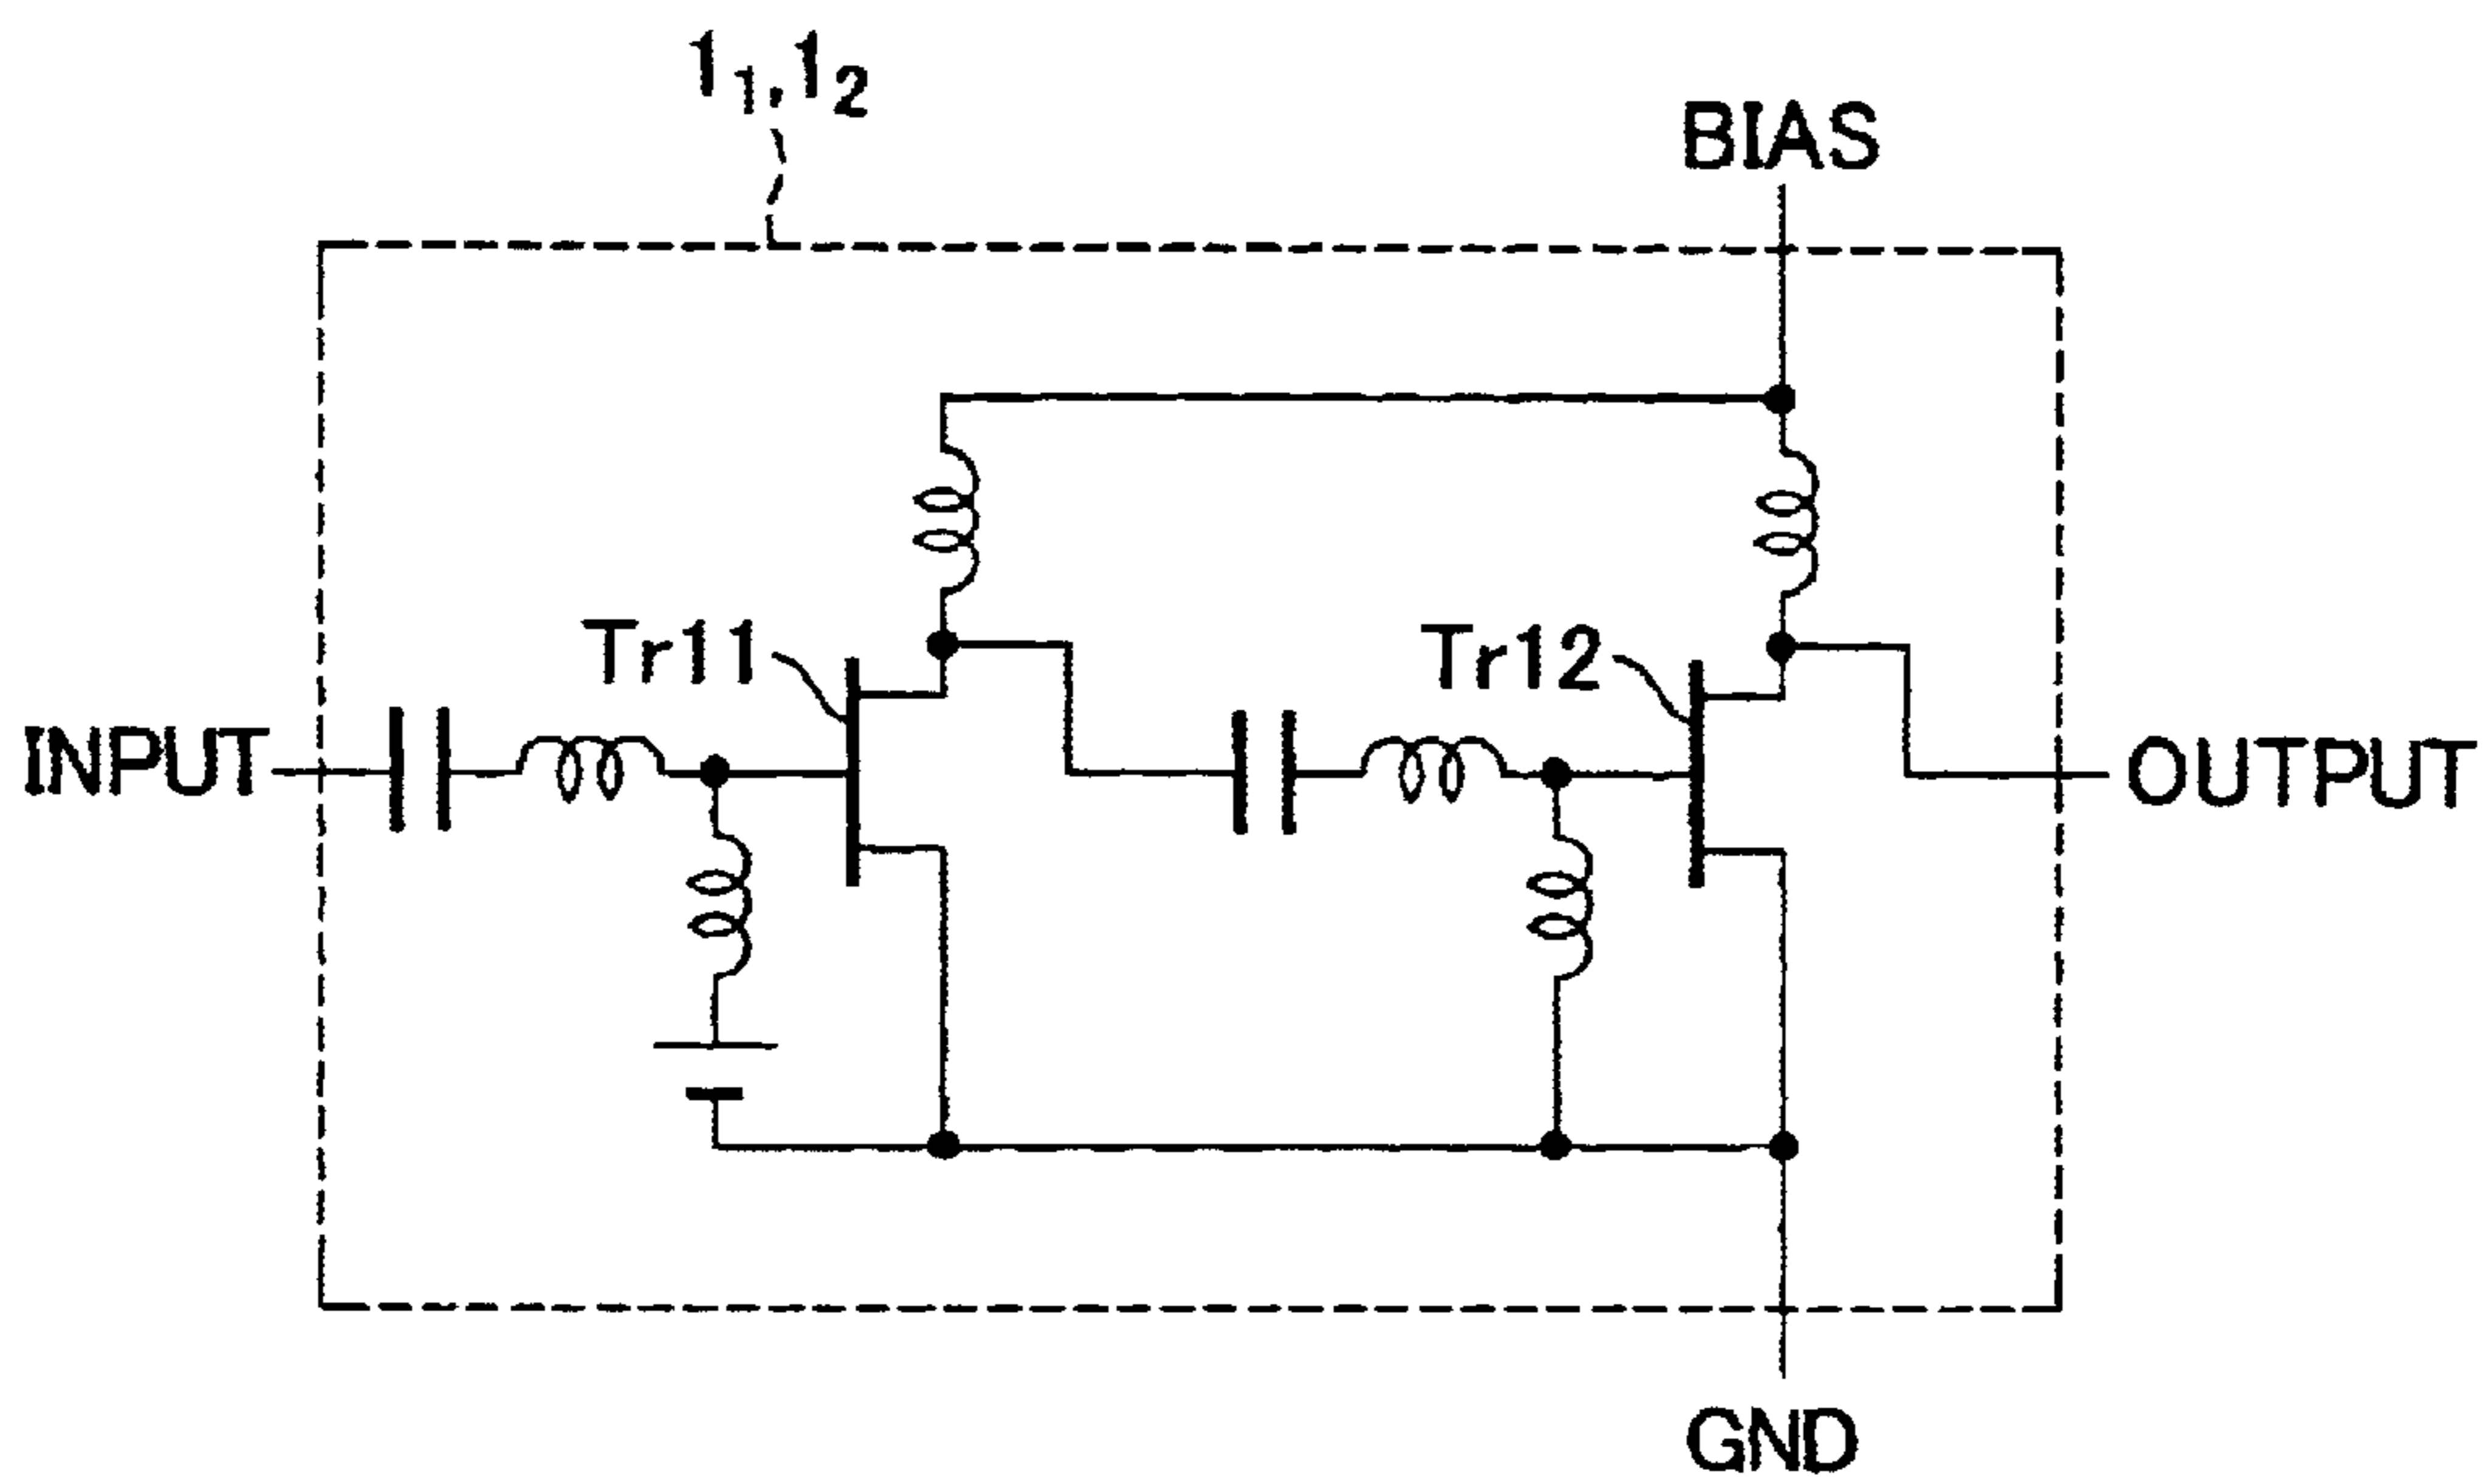 1₁,1₂
BIAS
Tr11
Tr12
INPUT
OUTPUT
GND